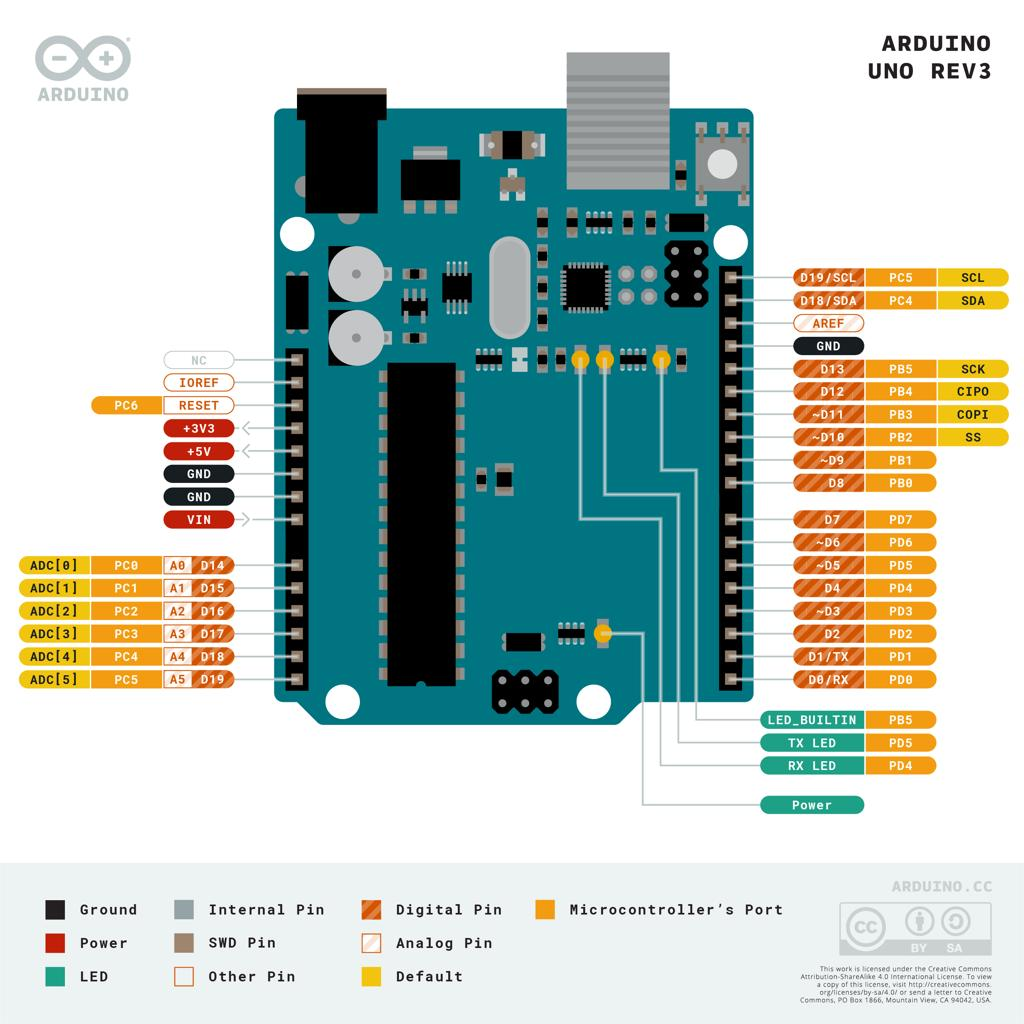 ARDUINO
ARDUINO
UNO REV3
D19/SCL PC5 SCL
D18/SDA PC4 SDA
AREF
GND
D13 PB5 SCK
D12 PB4 CIPO
~D11 PB3 COPI
~D10 PB2 SS
~D9 PB1
D8 PB0
D7 PD7
~D6 PD6
~D5 PD5
D4 PD4
~D3 PD3
D2 PD2
D1/TX PD1
D0/RX PD0
NC
IOREF
PC6 RESET
+3V3
+5V
GND
GND
VIN
ADC[0] PC0 A0 D14
ADC[1] PC1 A1 D15
ADC[2] PC2 A2 D16
ADC[3] PC3 A3 D17
ADC[4] PC4 A4 D18
ADC[5] PC5 A5 D19
LED_BUILTIN PB5
TX LED PD5
RX LED PD4
Power
Ground
Power
LED
Internal Pin
SWD Pin
Other Pin
Digital Pin
Analog Pin
Default
Microcontroller's Port
ARDUINO.CC
CC
BY SA
This work is licensed under the Creative Commons
Attribution-ShareAlike 4.0 International License. To view
a copy of this license, visit http://creativecommons.
org/licenses/by-sa/4.0/ or send a letter to Creative
Commons, PO Box 1866, Mountain View, CA 94042, USA.